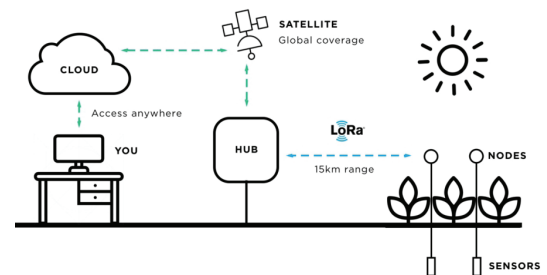 SATELLITE
Global coverage
CLOUD
Access anywhere
YOU
HUB
LoRa
15km range
NODES
SENSORS